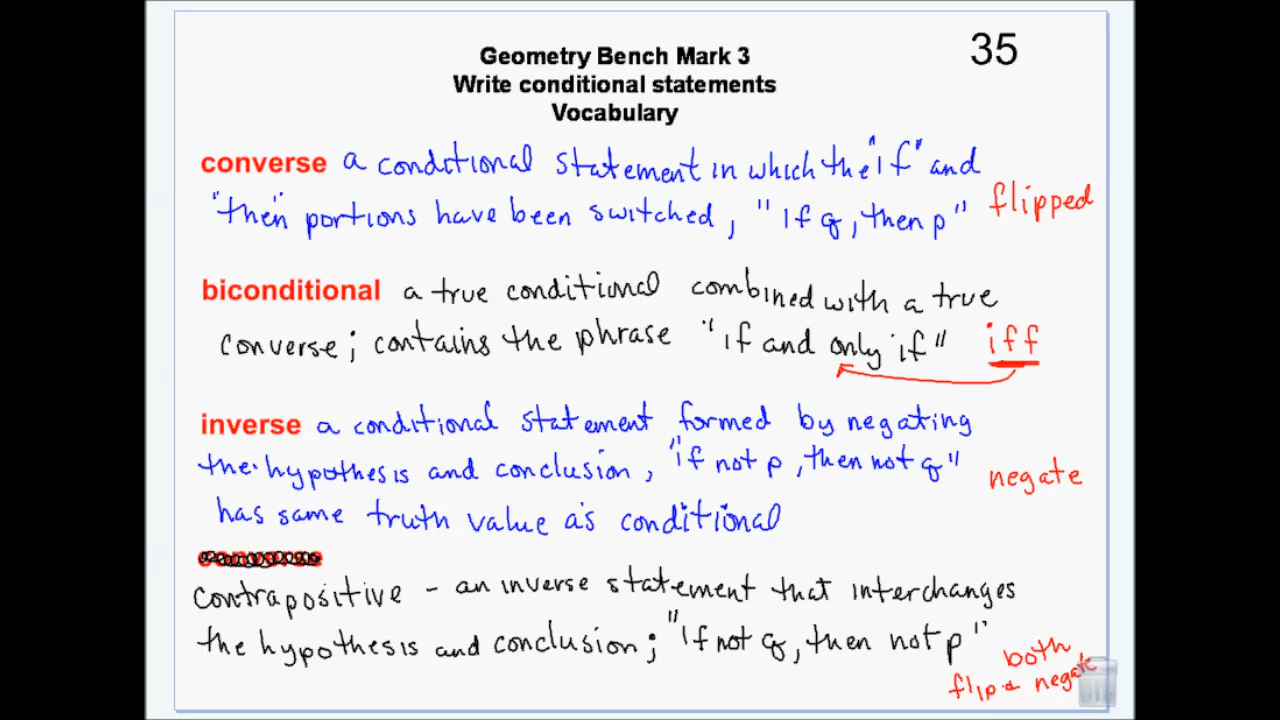 35
Geometry Bench Mark 3
Write conditional statements
Vocabulary
converse a conditional statement in which the "if" and
"then" portions have been switched, "if q, then p" flipped
biconditional a true conditional combined with a true
converse; contains the phrase "if and only if" iff
inverse a conditional statement formed by negating
the hypothesis and conclusion, "if not p, then not q" negate
has same truth value as conditional
contrapositive - an inverse statement that interchanges
the hypothesis and conclusion; "if not q, then not p"
both
flip & negate